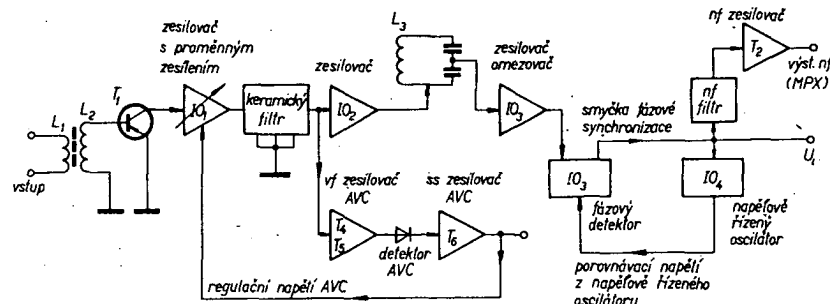 zesilovač
s proměnným
zesílením
L₃
zesilovač
zesilovač
omezovač
nf zesilovač
T₂
výst. nf
(MPX)
T₁
L₁
L₂
IO₁
keramický
filtr
IO₂
IO₃
nf
filtr
smyčka fázové
synchronizace
vstup
U₁
IO₃
IO₄
vf zesilovač
AVC
ss zesilovač
AVC
fázový
detektor
napěťově
řízený
oscilátor
T₄
T₅
detektor
AVC
T₆
regulační napětí AVC
porovnávací napětí
z napěťově řízeného
oscilátoru